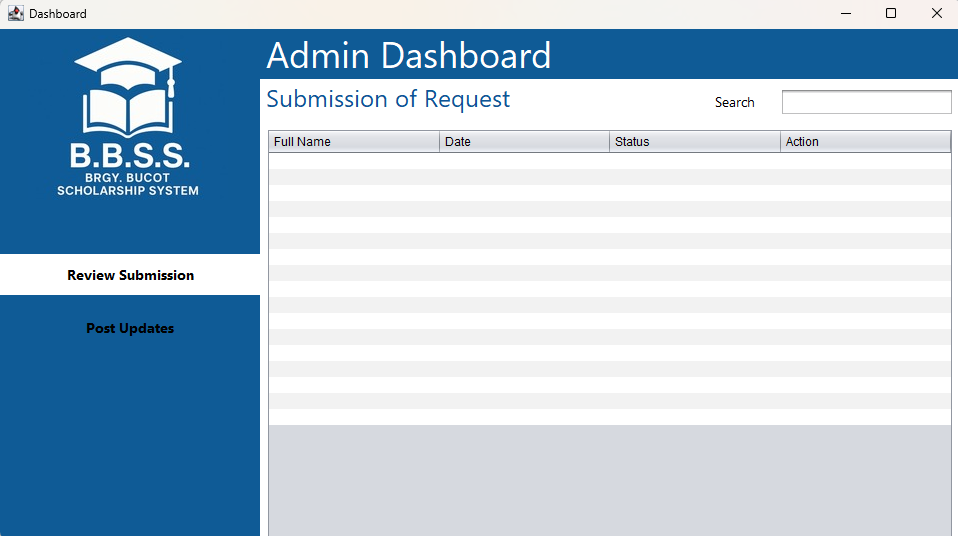 Dashboard
Admin Dashboard
B.B.S.S.
BRGY. BUCOT
SCHOLARSHIP SYSTEM
Review Submission
Post Updates
Submission of Request
Search
Full Name Date Status Action